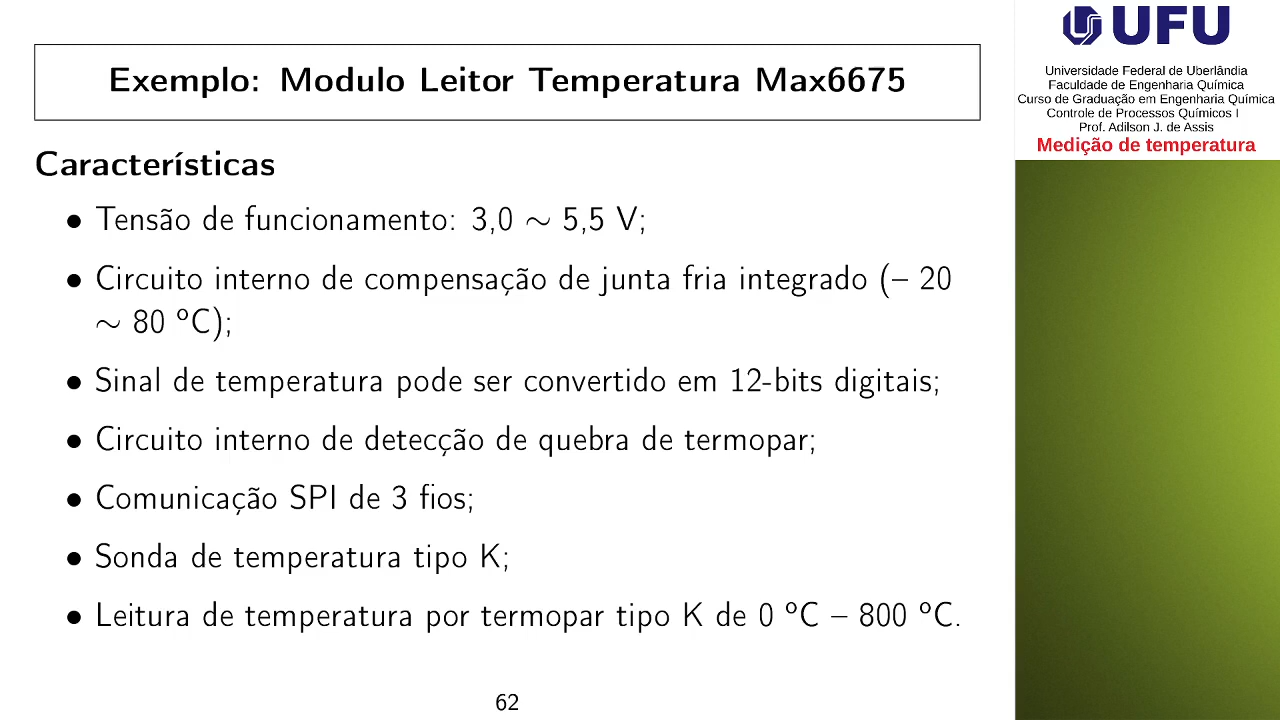 Exemplo: Modulo Leitor Temperatura Max6675
Características
• Tensão de funcionamento: 3,0 ∼ 5,5 V;
• Circuito interno de compensação de junta fria integrado (– 20
∼ 80 ºC);
• Sinal de temperatura pode ser convertido em 12-bits digitais;
• Circuito interno de detecção de quebra de termopar;
• Comunicação SPI de 3 fios;
• Sonda de temperatura tipo K;
• Leitura de temperatura por termopar tipo K de 0 ºC – 800 ºC.
62
UFU
Universidade Federal de Uberlândia
Faculdade de Engenharia Química
Curso de Graduação em Engenharia Química
Controle de Processos Químicos I
Prof. Adilson J. de Assis
Medição de temperatura